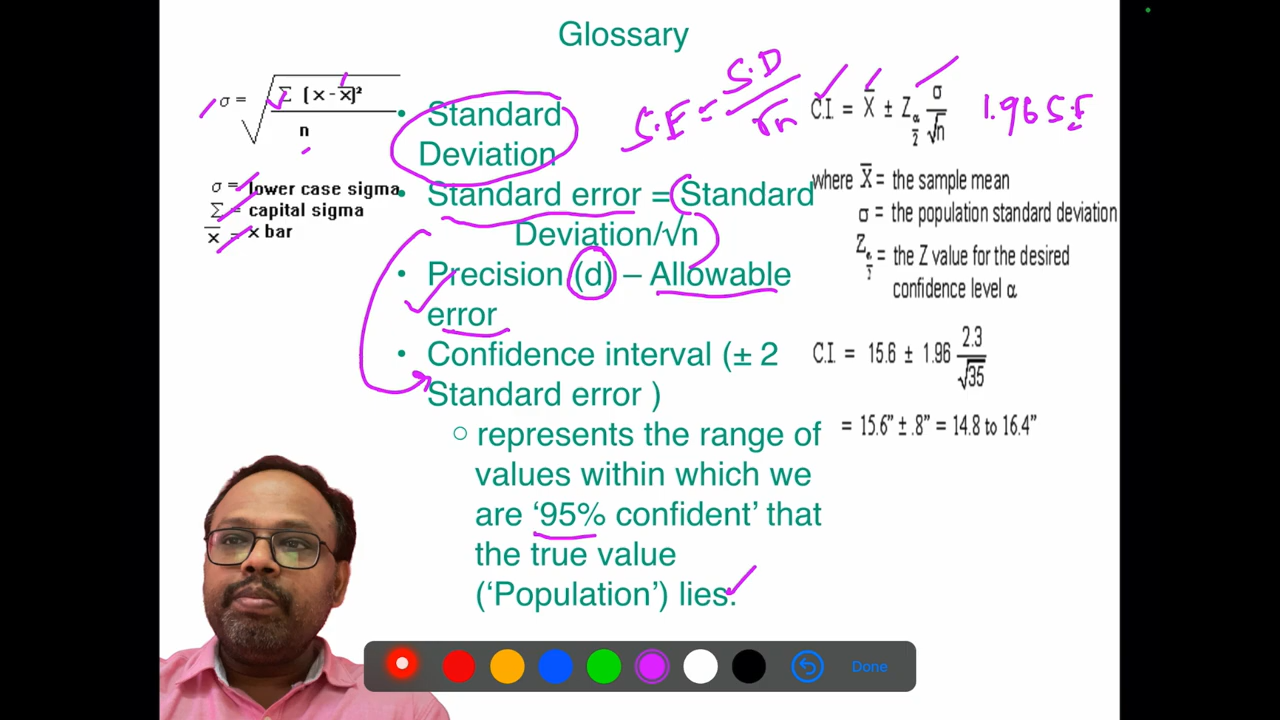 Glossary
σ = √ Σ (x - x̄)²
n
σ = lower case sigma
Σ = capital sigma
x̄ = x bar
• Standard
Deviation
• Standard error = Standard
Deviation/√n
• Precision (d) – Allowable
error
• Confidence interval (± 2
Standard error )
○ represents the range of
values within which we
are ‘95% confident’ that
the true value
(‘Population’) lies.
S.E = S.D
√n
C.I. = X̄ ± Z α/2 σ/√n
1.96 S.E
where X̄ = the sample mean
σ = the population standard deviation
Z α/2 = the Z value for the desired
confidence level α
C.I. = 15.6 ± 1.96 2.3
√35
= 15.6” ± .8” = 14.8 to 16.4”
Done